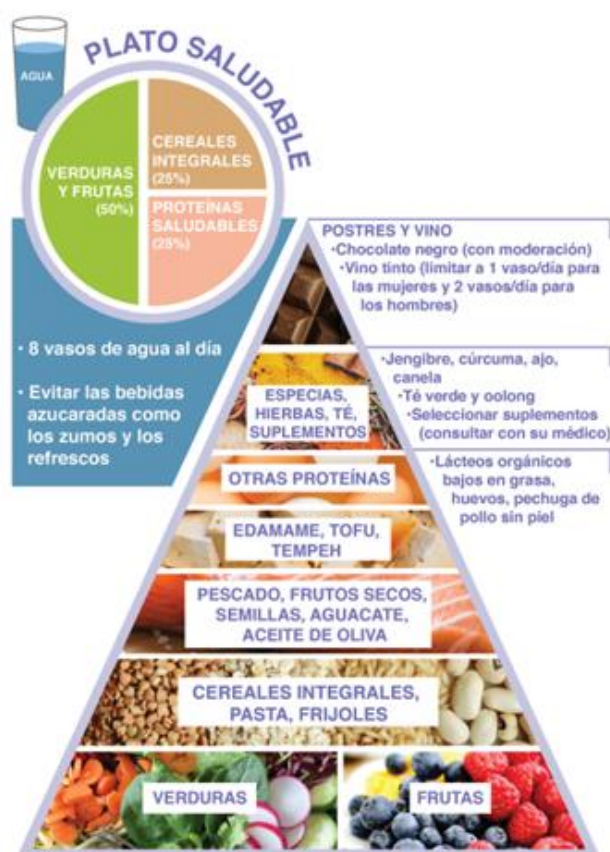 PLATO SALUDABLE
AGUA
VERDURAS
Y FRUTAS
(50%)
CEREALES
INTEGRALES
(25%)
PROTEÍNAS
SALUDABLES
(25%)
• 8 vasos de agua al día
• Evitar las bebidas
azucaradas como
los zumos y los
refrescos
POSTRES Y VINO
•Chocolate negro (con moderación)
•Vino tinto (limitar a 1 vaso/día para
las mujeres y 2 vasos/día para
los hombres)
ESPECIAS,
HIERBAS, TÉ,
SUPLEMENTOS
•Jengibre, cúrcuma, ajo,
canela
•Té verde y oolong
•Seleccionar suplementos
(consultar con su médico)
OTRAS PROTEÍNAS
•Lácteos orgánicos
bajos en grasa,
huevos, pechuga de
pollo sin piel
EDAMAME, TOFU,
TEMPEH
PESCADO, FRUTOS SECOS,
SEMILLAS, AGUACATE,
ACEITE DE OLIVA
CEREALES INTEGRALES,
PASTA, FRIJOLES
VERDURAS
FRUTAS